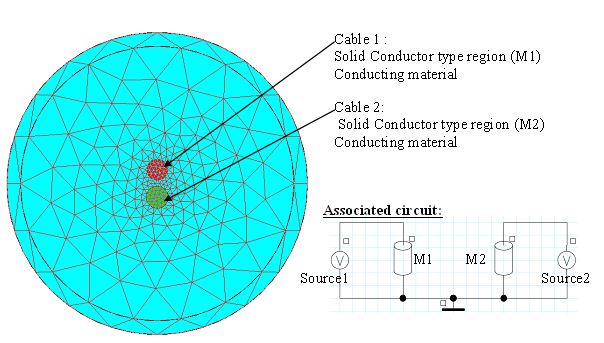 Cable 1 :
Solid Conductor type region (M1)
Conducting material
Cable 2:
Solid Conductor type region (M2)
Conducting material
Associated circuit:
V M1 M2 V
Source1 Source2